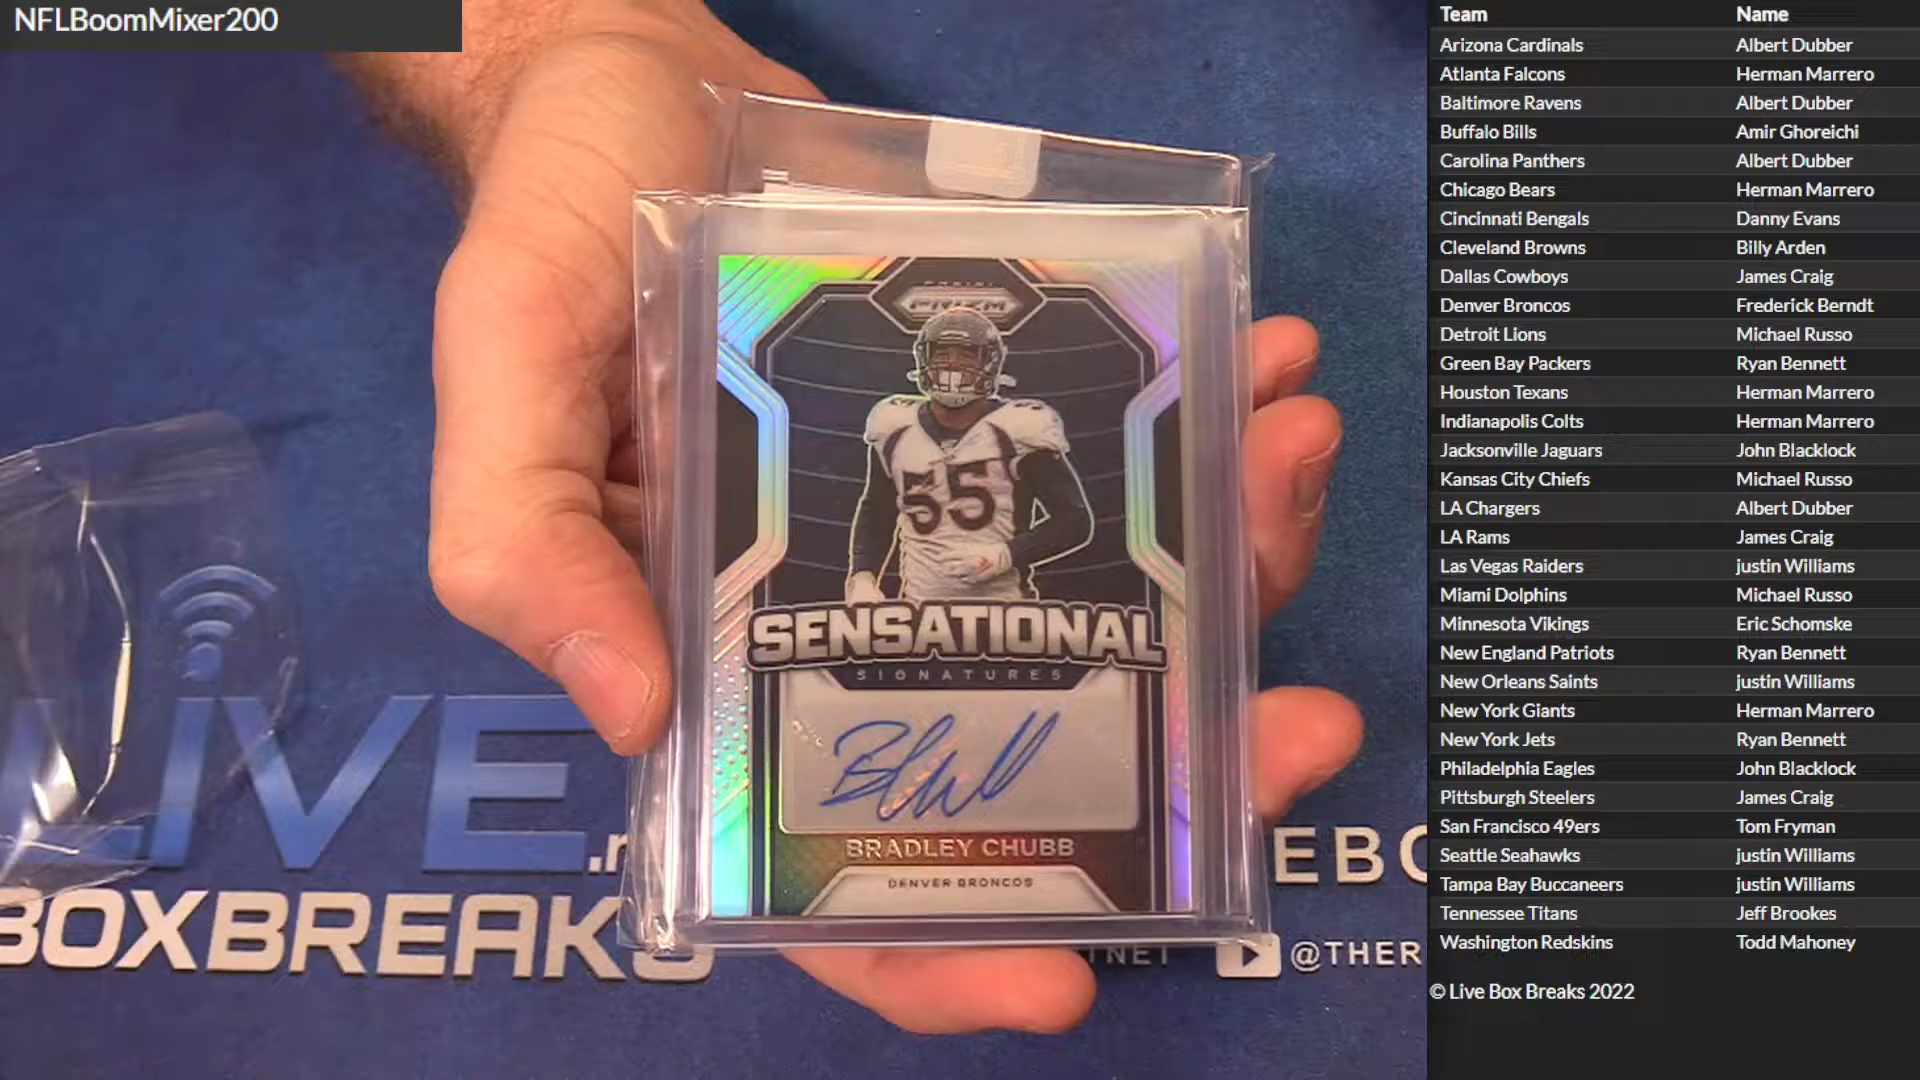 NFLBoomMixer200
PANINI
PRIZM
55
SENSATIONAL
SIGNATURES
BRADLEY CHUBB
DENVER BRONCOS
LIVE
BOXBREAKS
@THER
Team Name
Arizona Cardinals Albert Dubber
Atlanta Falcons Herman Marrero
Baltimore Ravens Albert Dubber
Buffalo Bills Amir Ghoreichi
Carolina Panthers Albert Dubber
Chicago Bears Herman Marrero
Cincinnati Bengals Danny Evans
Cleveland Browns Billy Arden
Dallas Cowboys James Craig
Denver Broncos Frederick Berndt
Detroit Lions Michael Russo
Green Bay Packers Ryan Bennett
Houston Texans Herman Marrero
Indianapolis Colts Herman Marrero
Jacksonville Jaguars John Blacklock
Kansas City Chiefs Michael Russo
LA Chargers Albert Dubber
LA Rams James Craig
Las Vegas Raiders justin Williams
Miami Dolphins Michael Russo
Minnesota Vikings Eric Schomske
New England Patriots Ryan Bennett
New Orleans Saints justin Williams
New York Giants Herman Marrero
New York Jets Ryan Bennett
Philadelphia Eagles John Blacklock
Pittsburgh Steelers James Craig
San Francisco 49ers Tom Fryman
Seattle Seahawks justin Williams
Tampa Bay Buccaneers justin Williams
Tennessee Titans Jeff Brookes
Washington Redskins Todd Mahoney
© Live Box Breaks 2022